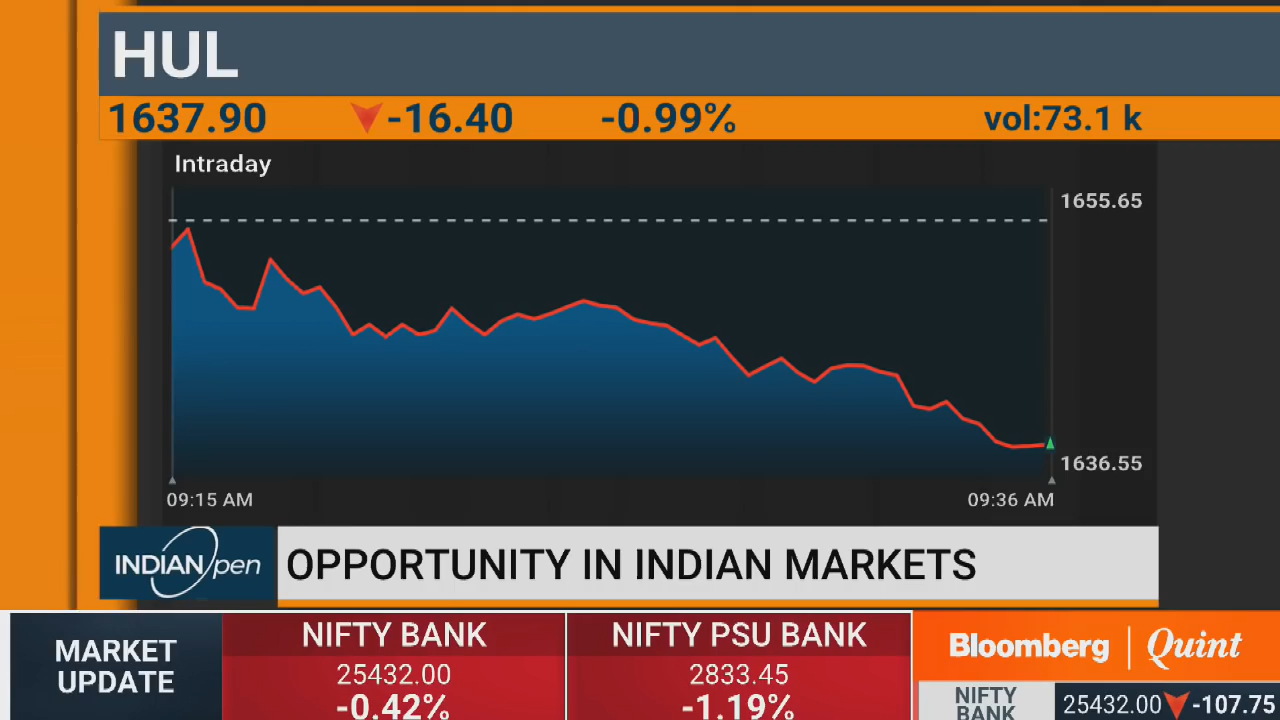 HUL
1637.90 -16.40 -0.99% vol:73.1 k
Intraday
1655.65
1636.55
09:15 AM 09:36 AM
INDIAN Open OPPORTUNITY IN INDIAN MARKETS
MARKET UPDATE
NIFTY BANK
25432.00
-0.42%
NIFTY PSU BANK
2833.45
-1.19%
Bloomberg | Quint
NIFTY BANK
25432.00 -107.75